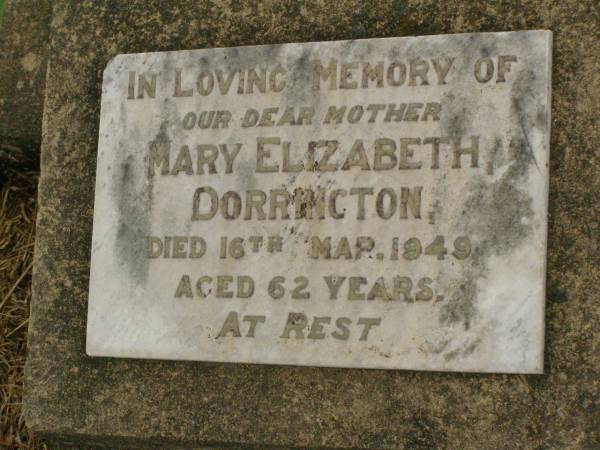 IN LOVING MEMORY OF
OUR DEAR MOTHER
MARY ELIZABETH
DORRINGTON,
DIED 16TH MAR. 1949,
AGED 62 YEARS.
AT REST